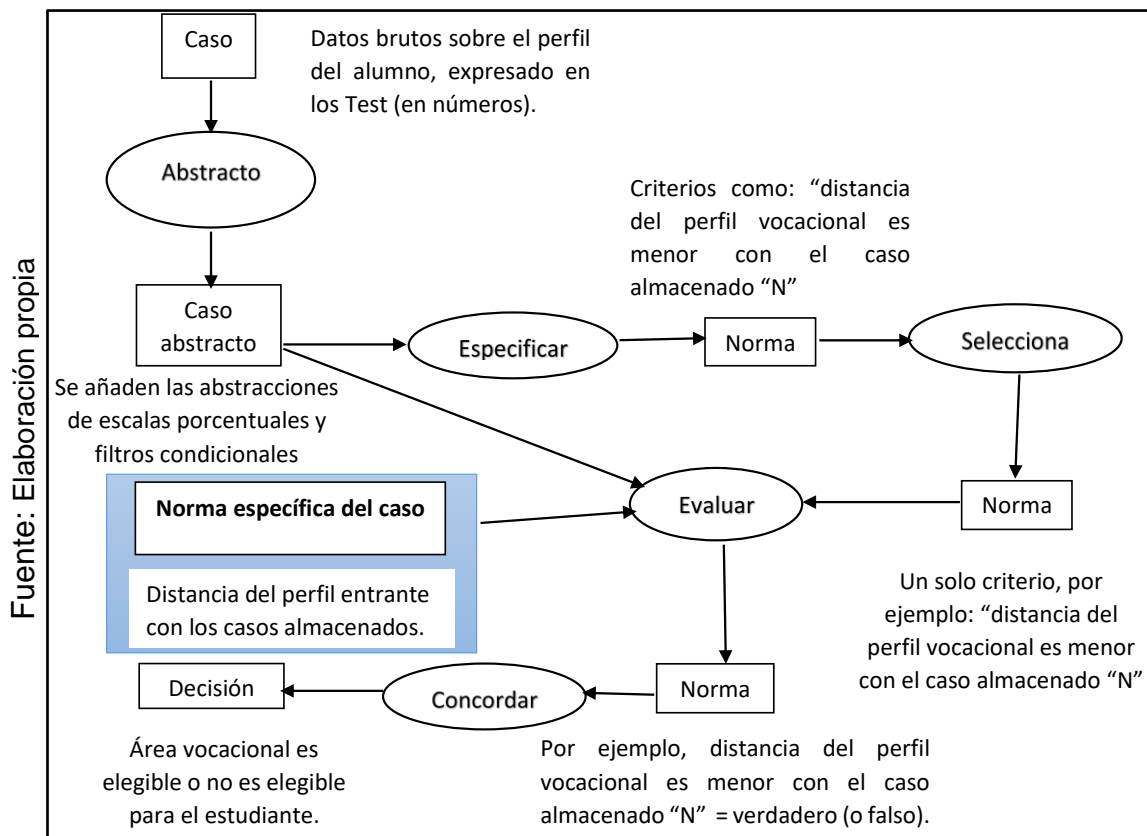 Caso
Datos brutos sobre el perfil
del alumno, expresado en
los Test (en números).
Abstracto
Criterios como: “distancia
del perfil vocacional es
menor con el caso
almacenado “N”
Caso
abstracto
Especificar
Norma
Selecciona
Se añaden las abstracciones
de escalas porcentuales y
filtros condicionales
Norma específica del caso
Distancia del perfil entrante
con los casos almacenados.
Evaluar
Norma
Un solo criterio, por
ejemplo: “distancia del
perfil vocacional es menor
con el caso almacenado “N”
Decisión
Concordar
Norma
Área vocacional es
elegible o no es elegible
para el estudiante.
Por ejemplo, distancia del perfil
vocacional es menor con el caso
almacenado “N” = verdadero (o falso).
Fuente: Elaboración propia